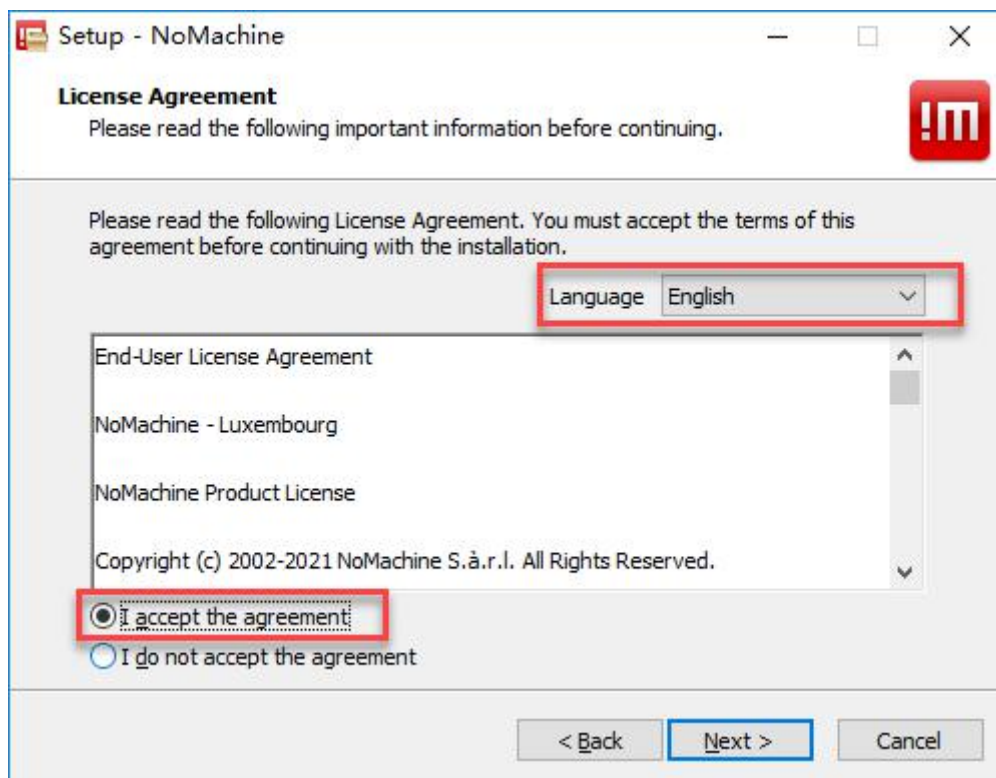 Setup - NoMachine
License Agreement
Please read the following important information before continuing.
!m
Please read the following License Agreement. You must accept the terms of this
agreement before continuing with the installation.
Language English
End-User License Agreement
NoMachine - Luxembourg
NoMachine Product License
Copyright (c) 2002-2021 NoMachine S.à.r.l. All Rights Reserved.
I accept the agreement
I do not accept the agreement
< Back Next > Cancel